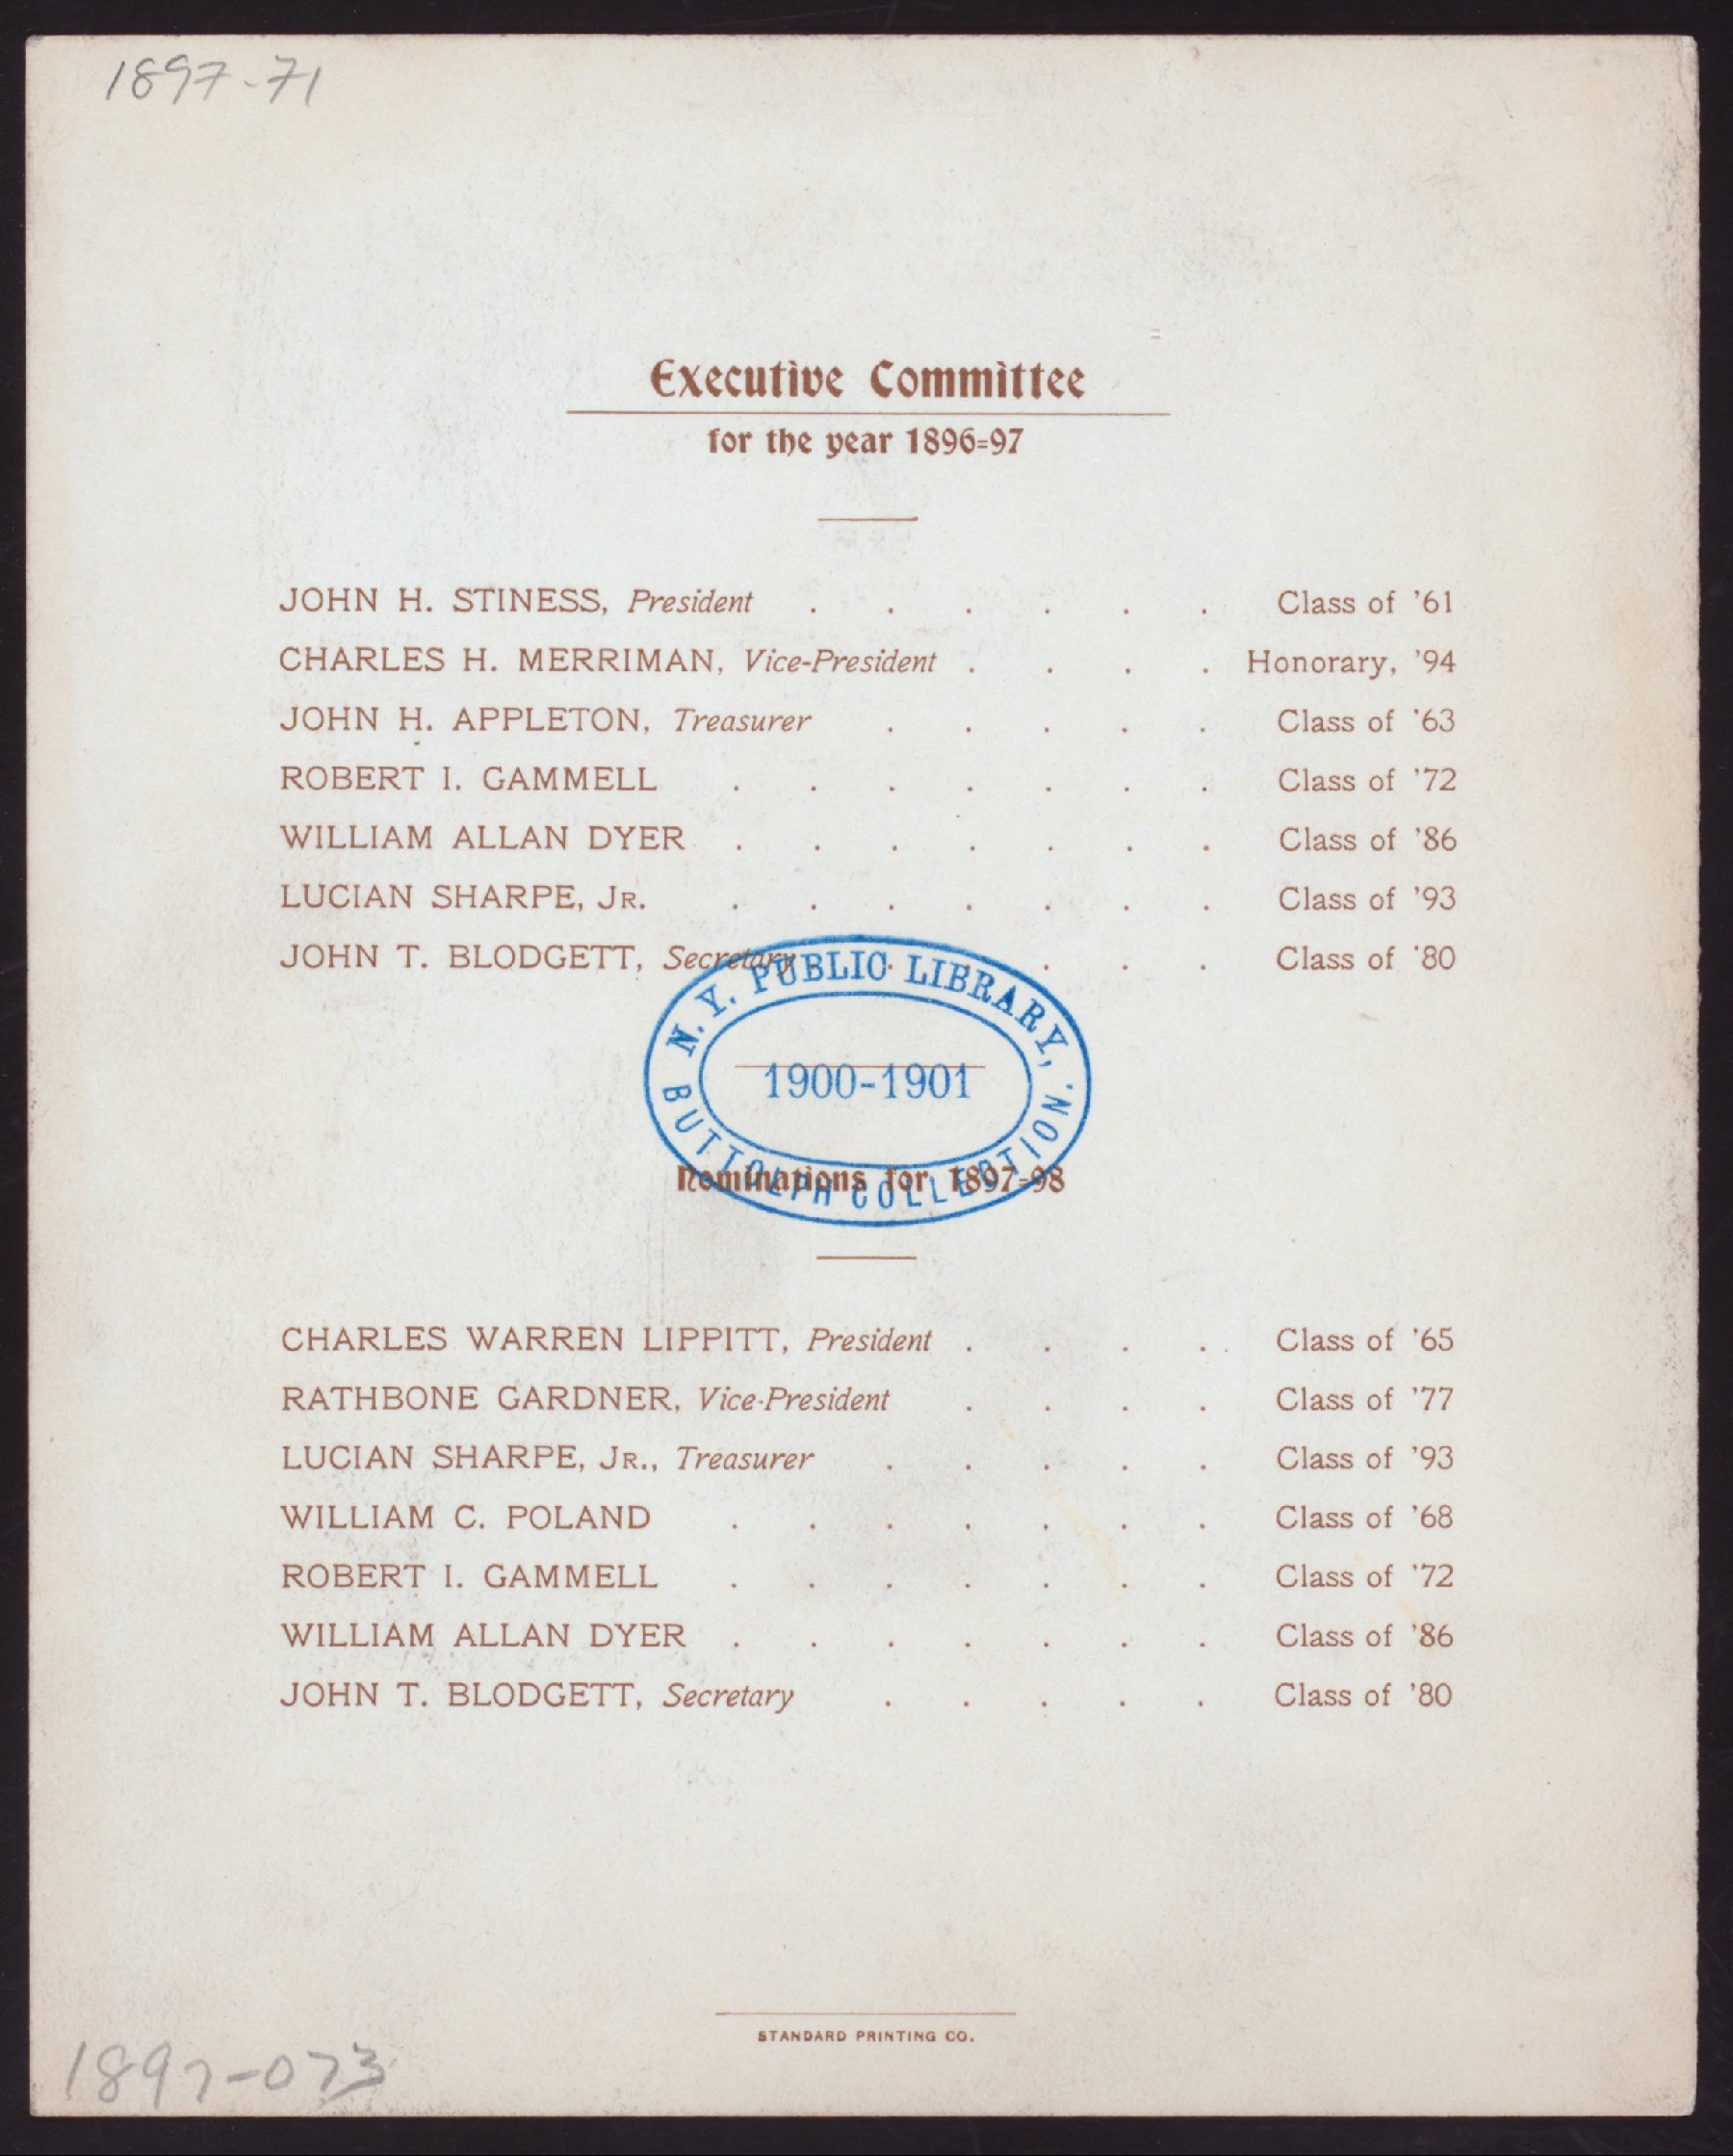 1897-71
Executive Committee
for the year 1896-97
JOHN H. STINESS, President . . . . . . Class of '61
CHARLES H. MERRIMAN, Vice-President . . . . Honorary, '94
JOHN H. APPLETON, Treasurer . . . . . Class of '63
ROBERT I. GAMMELL . . . . . . . Class of '72
WILLIAM ALLAN DYER . . . . . . . Class of '86
LUCIAN SHARPE, JR. . . . . . . . Class of '93
JOHN T. BLODGETT, Secretary . . . . . Class of '80
N. Y. PUBLIC LIBRARY,
1900-1901
BUTTOLPH COLLECTION.
Nominations for 1897-98
CHARLES WARREN LIPPITT, President . . . . Class of '65
RATHBONE GARDNER, Vice-President . . . . Class of '77
LUCIAN SHARPE, JR., Treasurer . . . . . Class of '93
WILLIAM C. POLAND . . . . . . . Class of '68
ROBERT I. GAMMELL . . . . . . . Class of '72
WILLIAM ALLAN DYER . . . . . . . Class of '86
JOHN T. BLODGETT, Secretary . . . . . Class of '80
STANDARD PRINTING CO.
1897-073